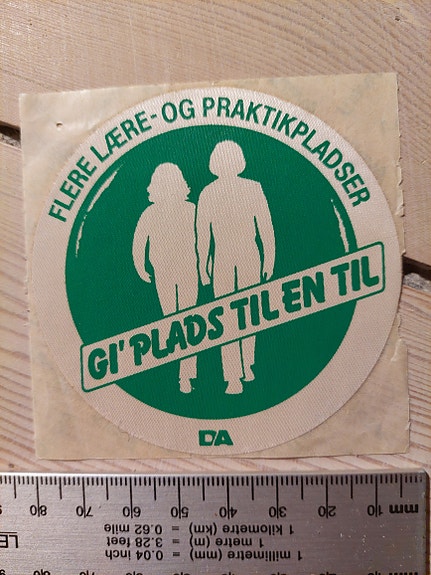 FLERE LÆRE- OG PRAKTIKPLADSER
GI' PLADS TIL EN TIL
DA
mm 10 20 30 40 50 60 70 80 90
1 millimetre (mm) = 0.04 inch
1 metre (m) = 3.28 feet
1 kilometre (km) = 0.62 mile